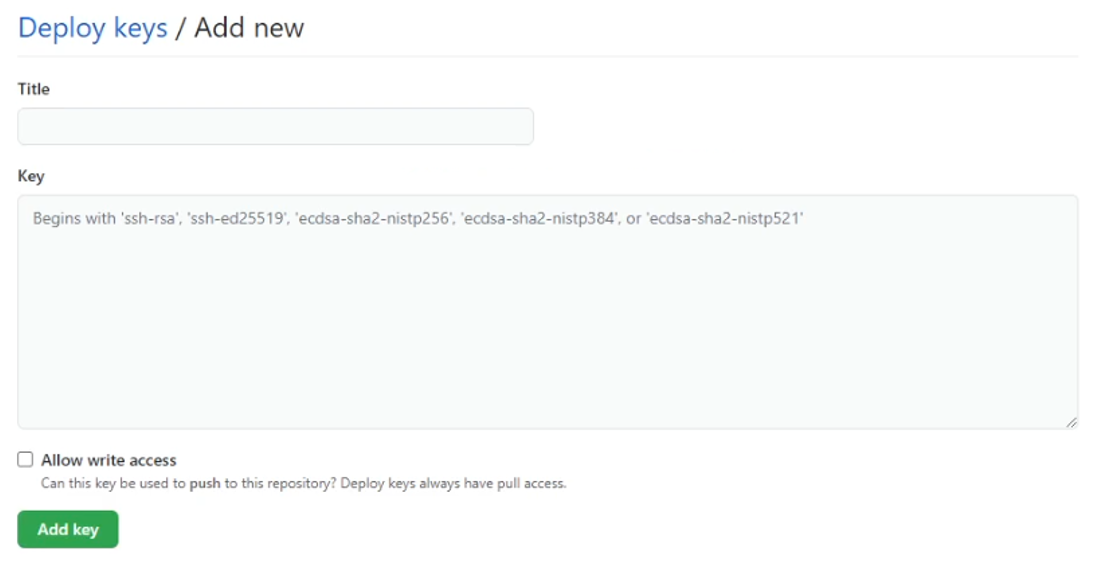 Deploy keys / Add new
Title
Key
Begins with 'ssh-rsa', 'ssh-ed25519', 'ecdsa-sha2-nistp256', 'ecdsa-sha2-nistp384', or 'ecdsa-sha2-nistp521'
Allow write access
Can this key be used to push to this repository? Deploy keys always have pull access.
Add key